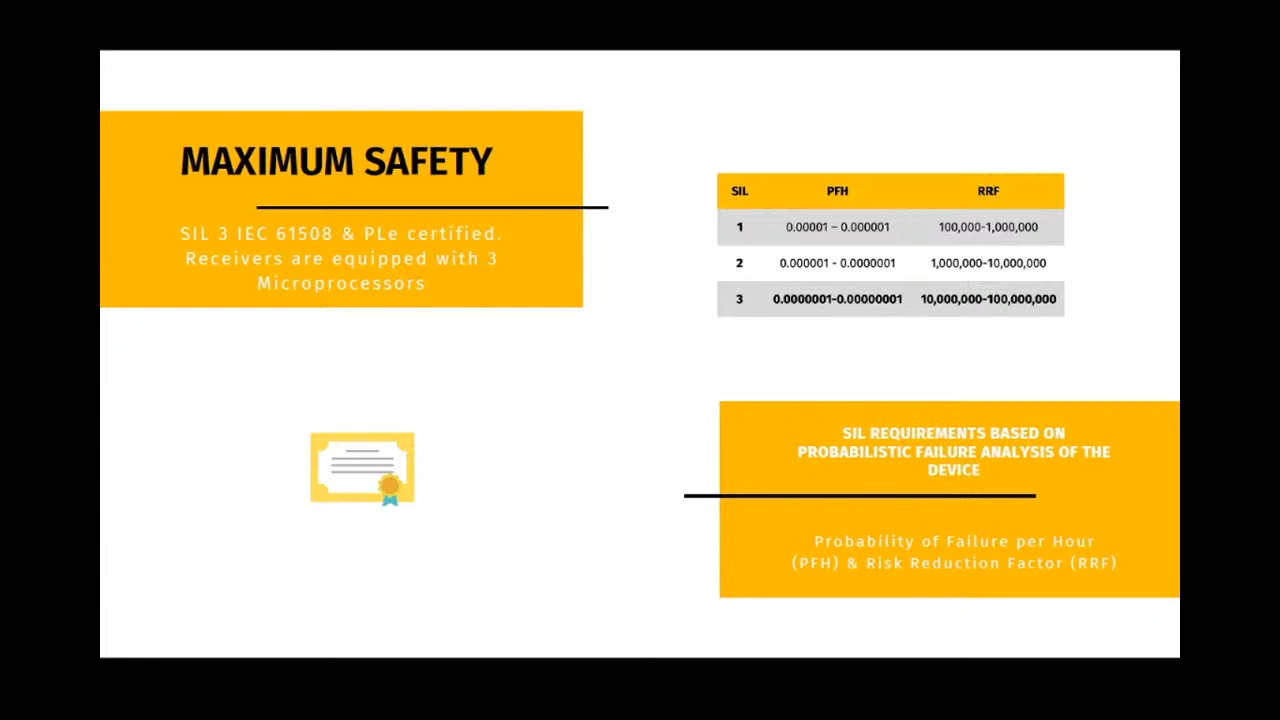 MAXIMUM SAFETY
SIL 3 IEC 61508 & PLe certified.
Receivers are equipped with 3
Microprocessors
SIL PFH RRF
1 0.00001 – 0.000001 100,000-1,000,000
2 0.000001 - 0.0000001 1,000,000-10,000,000
3 0.0000001-0.00000001 10,000,000-100,000,000
SIL REQUIREMENTS BASED ON
PROBABILISTIC FAILURE ANALYSIS OF THE
DEVICE
Probability of Failure per Hour
(PFH) & Risk Reduction Factor (RRF)